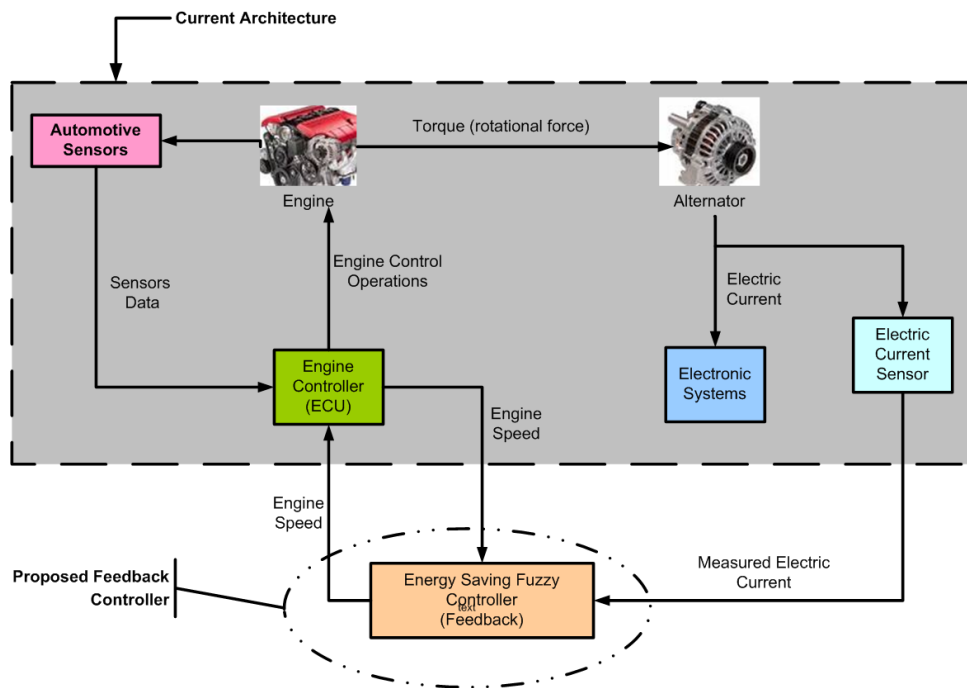 Current Architecture
Automotive
Sensors
Torque (rotational force)
Engine
Alternator
Sensors
Data
Engine Control
Operations
Electric
Current
Engine
Controller
(ECU)
Electronic
Systems
Electric
Current
Sensor
Engine
Speed
Engine
Speed
Proposed Feedback
Controller
Energy Saving Fuzzy
Controller
text
(Feedback)
Measured Electric
Current